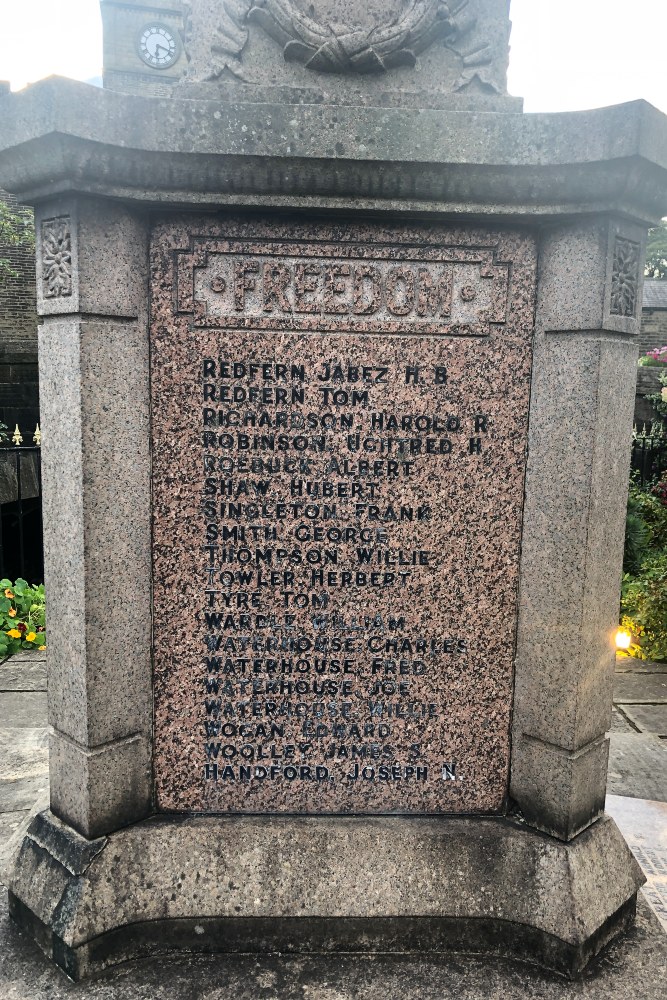 · FREEDOM ·
REDFERN JABEZ H. B.
REDFERN TOM
RICHARDSON, HAROLD R.
ROBINSON, UGHTRED H.
ROEBUCK ALBERT
SHAW, HUBERT
SINGLETON, FRANK
SMITH GEORGE
THOMPSON, WILLIE
TOWLER HERBERT
TYRE TOM
WARDLE, WILLIAM
WATERHOUSE CHARLES
WATERHOUSE FRED
WATERHOUSE JOE
WATERHOUSE WILLIE
WOGAN EDWARD
WOOLLEY JAMES S.
HANDFORD, JOSEPH N.